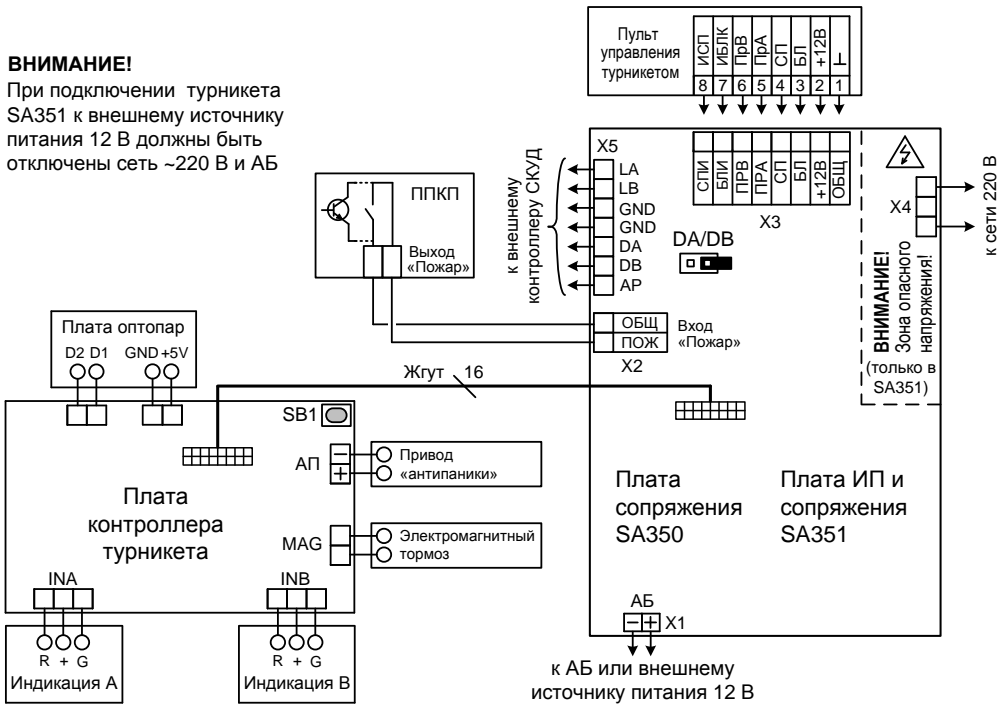 ВНИМАНИЕ!
При подключении турникета
SA351 к внешнему источнику
питания 12 В должны быть
отключены сеть ~220 В и АБ
Пульт
управления
турникетом
ИСП
ИБЛК
ПрВ
ПрА
СП
БЛ
+12В
⊥
8 7 6 5 4 3 2 1
X5
LA
LB
GND
GND
DA
DB
AP
к внешнему
контроллеру СКУД
СПИ
БЛИ
ПРВ
ПРА
СП
БЛ
+12В
ОБЩ
X3
DA/DB
X4
к сети 220 В
ВНИМАНИЕ!
Зона опасного
напряжения!
(только в
SA351)
ППКП
Выход
«Пожар»
ОБЩ
ПОЖ
Вход
«Пожар»
X2
Плата оптопар
D2 D1 GND +5V
Жгут 16
SB1
АП
− +
Привод
«антипаники»
Плата
контроллера
турникета
MAG
Электромагнитный
тормоз
INA
INB
R + G
Индикация А
R + G
Индикация В
Плата
сопряжения
SA350
Плата ИП и
сопряжения
SA351
АБ
− + X1
к АБ или внешнему
источнику питания 12 В